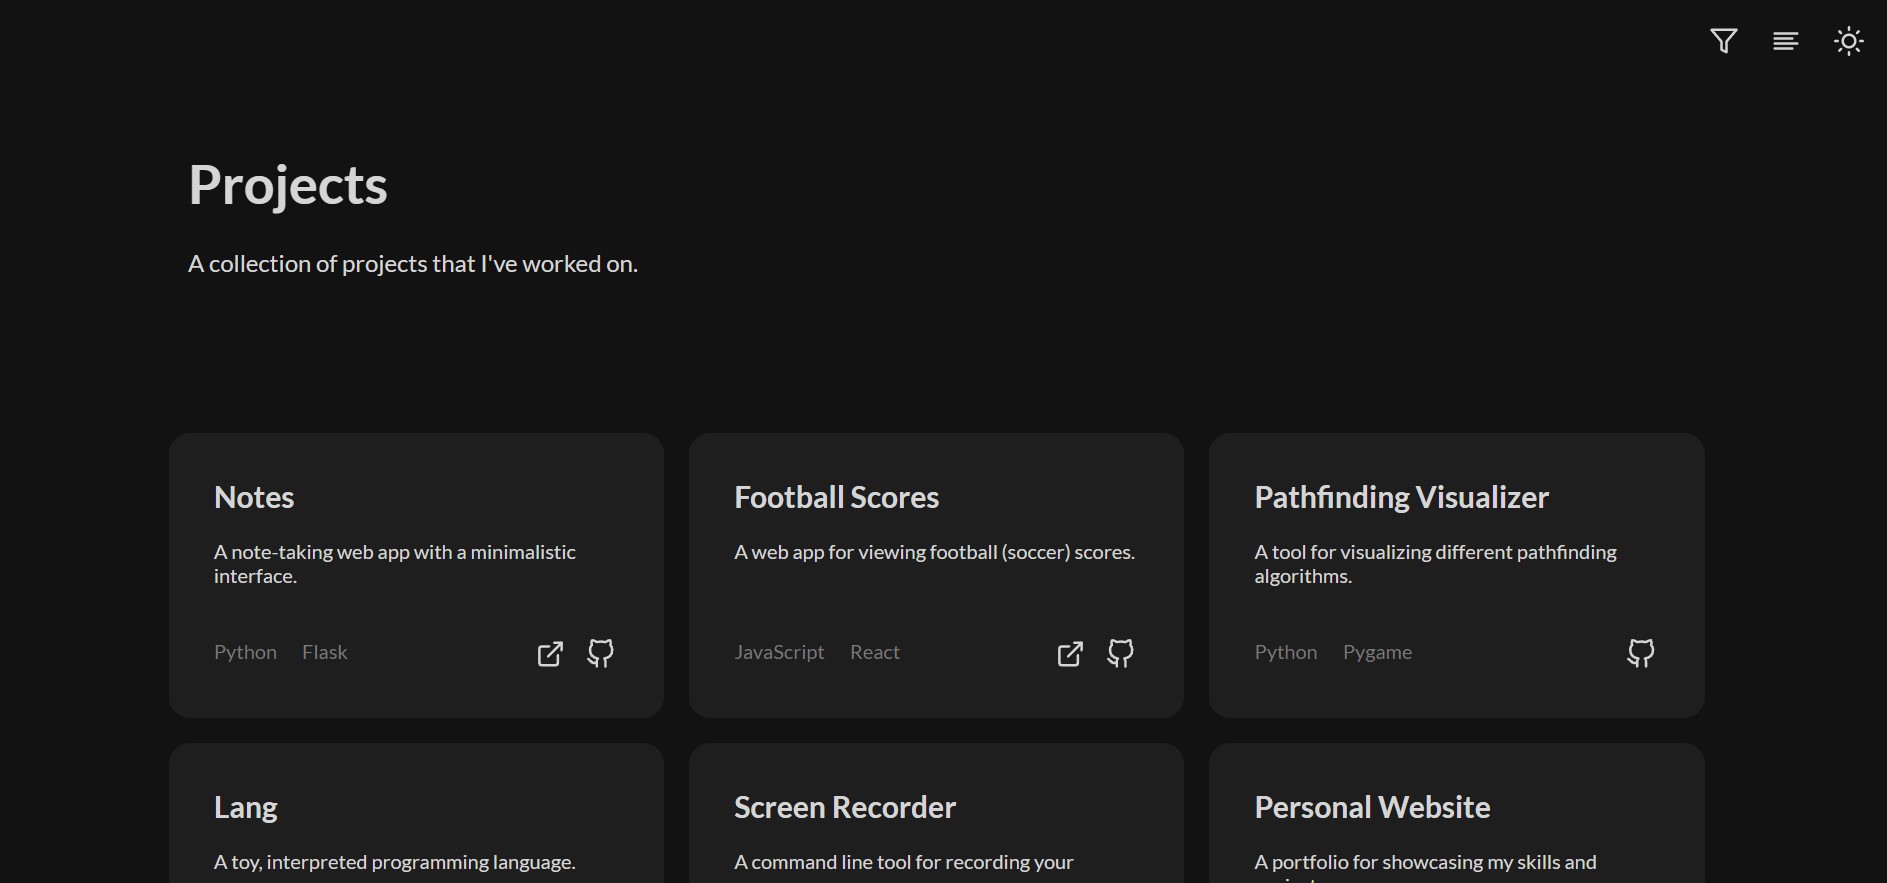 Projects
A collection of projects that I've worked on.
Notes
A note-taking web app with a minimalistic
interface.
Python Flask
Football Scores
A web app for viewing football (soccer) scores.
JavaScript React
Pathfinding Visualizer
A tool for visualizing different pathfinding
algorithms.
Python Pygame
Lang
A toy, interpreted programming language.
Screen Recorder
A command line tool for recording your
Personal Website
A portfolio for showcasing my skills and